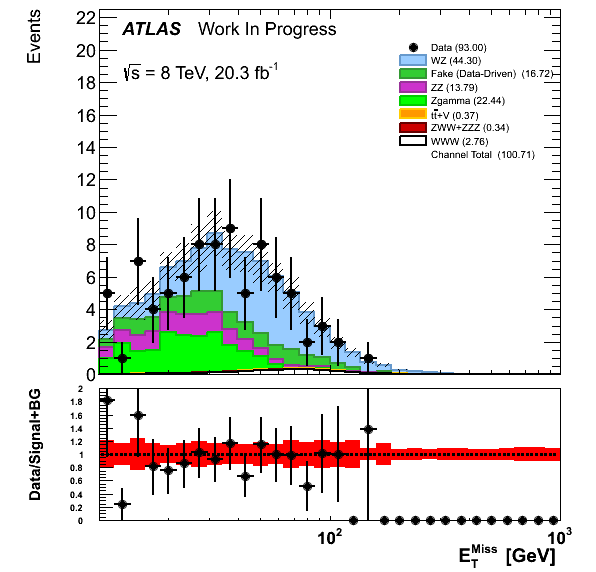 Events
22
20
18
16
14
12
10
8
6
4
2
0
ATLAS Work In Progress
√s = 8 TeV, 20.3 fb⁻¹
Data (93.00)
WZ (44.30)
Fake (Data-Driven) (16.72)
ZZ (13.79)
Zgamma (22.44)
tt̄+V (0.37)
ZWW+ZZZ (0.34)
WWW (2.76)
Channel Total (100.71)
Data/Signal+BG
2
1.8
1.6
1.4
1.2
1
0.8
0.6
0.4
0.2
0
10² 10³
E_T^Miss [GeV]